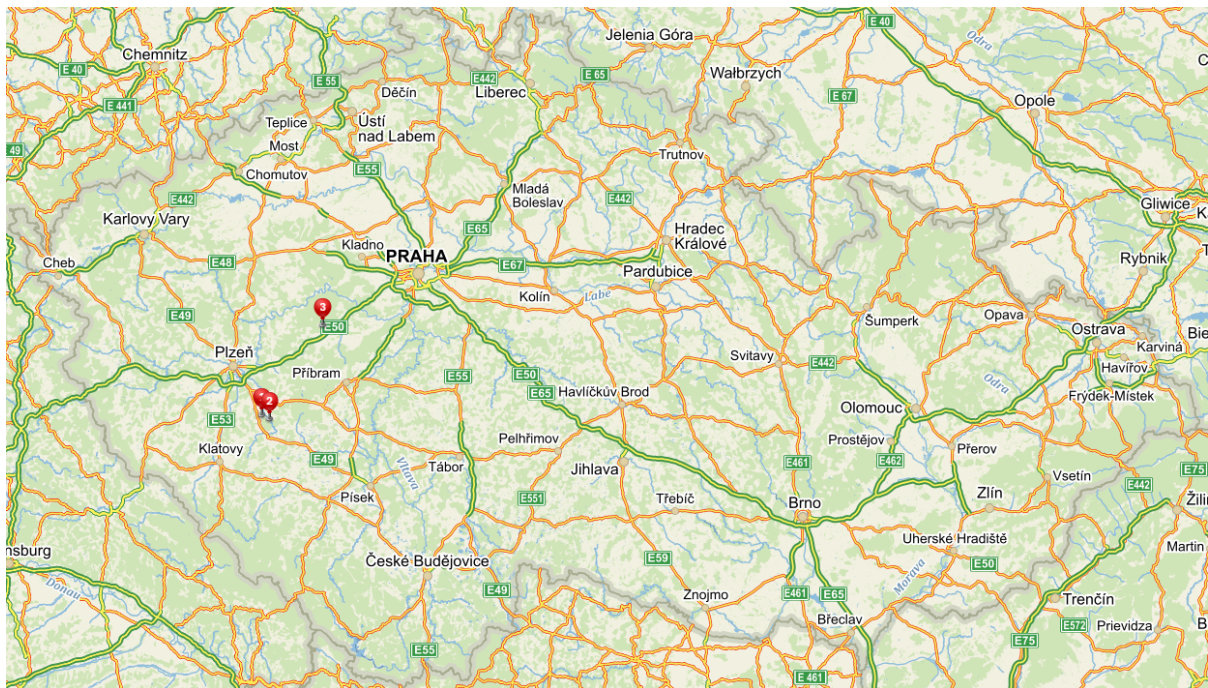 Jelenia Góra
E 40
Odra
Chemnitz
E 40
E 55
E442
E 65
Wałbrzych
Děčín
Liberec
E 67
Opole
E 441
Teplice
Ústí
nad Labem
49
Most
Trutnov
Chomutov
E55
Mladá
Boleslav
E442
E442
Karlovy Vary
Gliwice
Hradec
Králové
E65
Kladno
PRAHA
Cheb
E48
E67
Pardubice
Rybnik
Kolín
Labe
3
E49
E50
Šumperk
Opava
Ostrava
Karviná
Plzeň
Svitavy
E442
Havířov
Příbram
E55
E50
Odra
Frýdek-Místek
E65
Havlíčkův Brod
2
Olomouc
E53
Pelhřimov
Prostějov
Přerov
Klatovy
E49
Vltava
Tábor
Jihlava
E461
E462
E75
Vsetín
E442
Písek
E551
Třebíč
Brno
Zlín
Uherské Hradiště
nsburg
Martin
České Budějovice
E59
E50
Donau
E49
Znojmo
E461
E65
Morava
Trenčín
Břeclav
E572
Prievidza
E55
E75
E 461